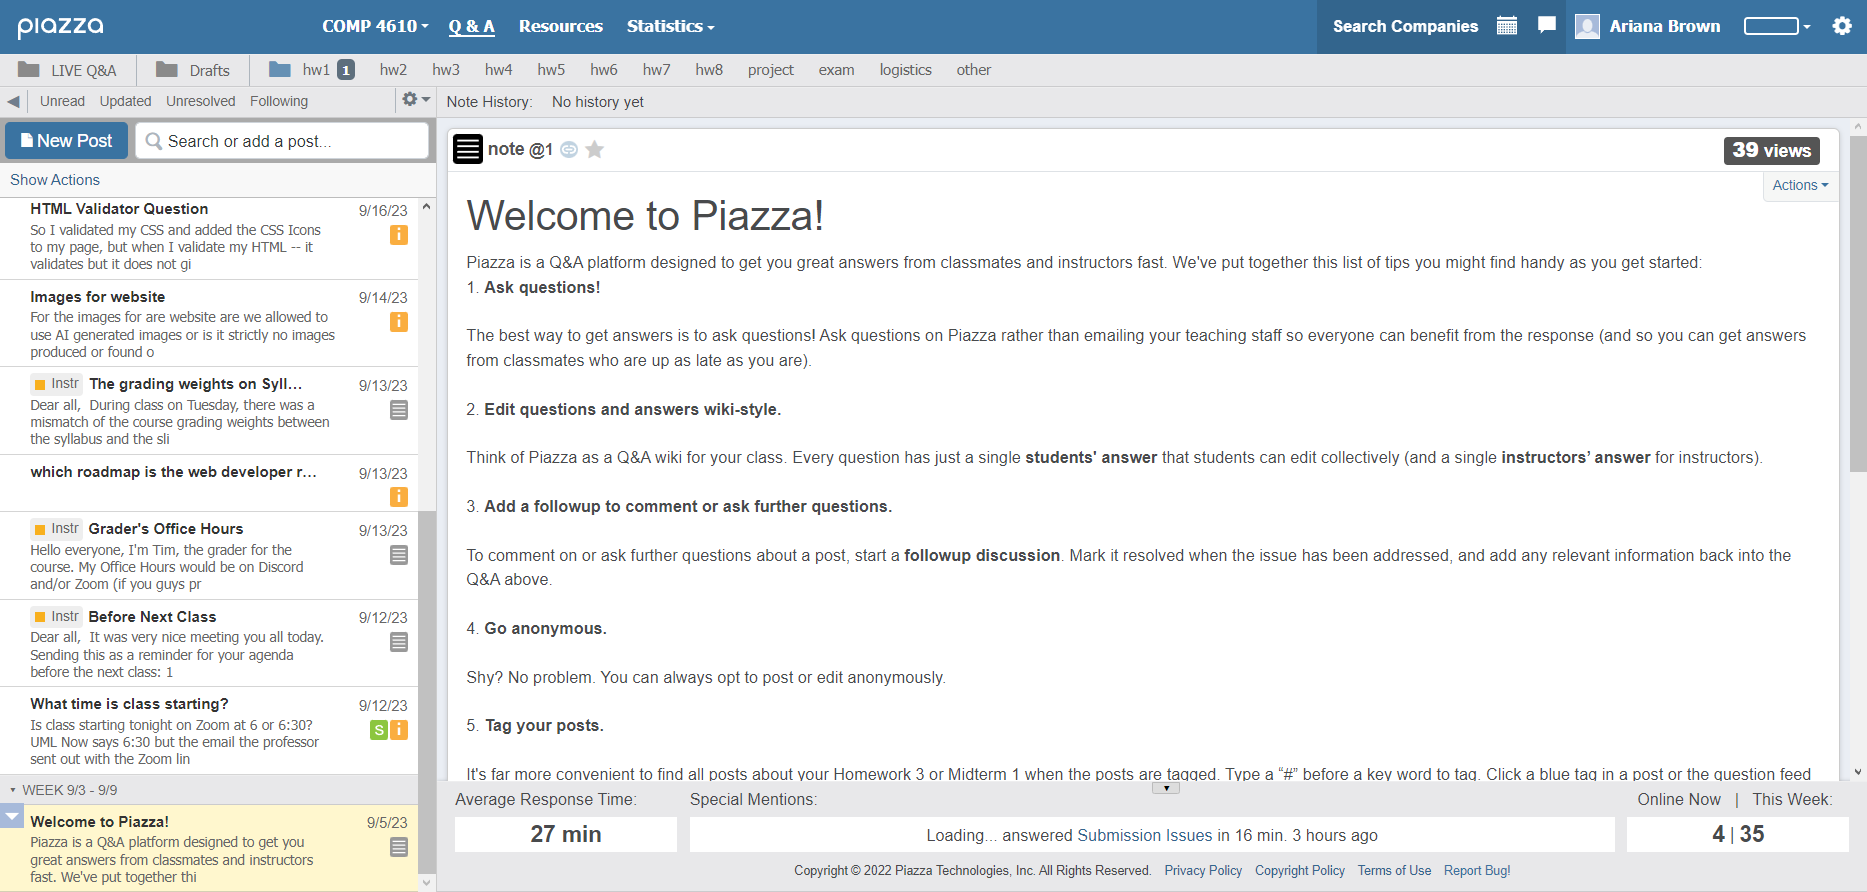 piazza COMP 4610 Q & A Resources Statistics Search Companies Ariana Brown
LIVE Q&A Drafts hw1 1 hw2 hw3 hw4 hw5 hw6 hw7 hw8 project exam logistics other
Unread Updated Unresolved Following
Note History: No history yet
New Post Search or add a post...
Show Actions
HTML Validator Question 9/16/23
So I validated my CSS and added the CSS Icons
i
to my page, but when I validate my HTML -- it
validates but it does not gi
Images for website 9/14/23
For the images for are website are we allowed to
i
use AI generated images or is it strictly no images
produced or found o
Instr The grading weights on Syll... 9/13/23
Dear all, During class on Tuesday, there was a
mismatch of the course grading weights between
the syllabus and the sli
which roadmap is the web developer r... 9/13/23
i
Instr Grader's Office Hours 9/13/23
Hello everyone, I'm Tim, the grader for the
course. My Office Hours would be on Discord
and/or Zoom (if you guys pr
Instr Before Next Class 9/12/23
Dear all, It was very nice meeting you all today.
Sending this as a reminder for your agenda
before the next class: 1
What time is class starting? 9/12/23
Is class starting tonight on Zoom at 6 or 6:30?
S i
UML Now says 6:30 but the email the professor
sent out with the Zoom lin
WEEK 9/3 - 9/9
Welcome to Piazza! 9/5/23
Piazza is a Q&A platform designed to get you
great answers from classmates and instructors
fast. We've put together thi
note @1 39 views
Actions
Welcome to Piazza!
Piazza is a Q&A platform designed to get you great answers from classmates and instructors fast. We've put together this list of tips you might find handy as you get started:
1. Ask questions!
The best way to get answers is to ask questions! Ask questions on Piazza rather than emailing your teaching staff so everyone can benefit from the response (and so you can get answers
from classmates who are up as late as you are).
2. Edit questions and answers wiki-style.
Think of Piazza as a Q&A wiki for your class. Every question has just a single students' answer that students can edit collectively (and a single instructors’ answer for instructors).
3. Add a followup to comment or ask further questions.
To comment on or ask further questions about a post, start a followup discussion. Mark it resolved when the issue has been addressed, and add any relevant information back into the
Q&A above.
4. Go anonymous.
Shy? No problem. You can always opt to post or edit anonymously.
5. Tag your posts.
It's far more convenient to find all posts about your Homework 3 or Midterm 1 when the posts are tagged. Type a “#” before a key word to tag. Click a blue tag in a post or the question feed
Average Response Time: Special Mentions: Online Now | This Week:
27 min Loading... answered Submission Issues in 16 min. 3 hours ago 4 | 35
Copyright © 2022 Piazza Technologies, Inc. All Rights Reserved. Privacy Policy Copyright Policy Terms of Use Report Bug!